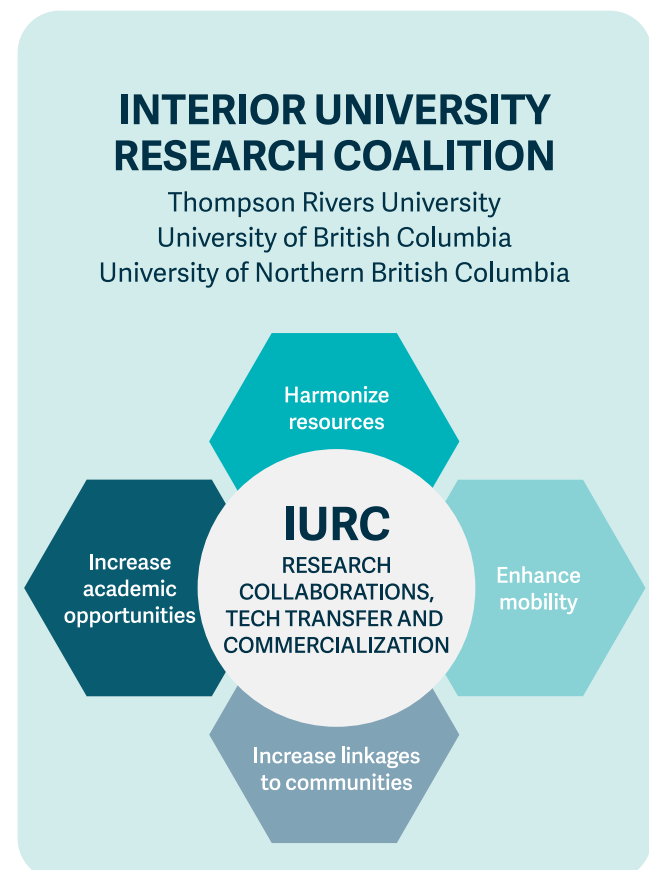 INTERIOR UNIVERSITY
RESEARCH COALITION
Thompson Rivers University
University of British Columbia
University of Northern British Columbia
Harmonize
resources
Increase
academic
opportunities
IURC
RESEARCH
COLLABORATIONS,
TECH TRANSFER AND
COMMERCIALIZATION
Enhance
mobility
Increase linkages
to communities